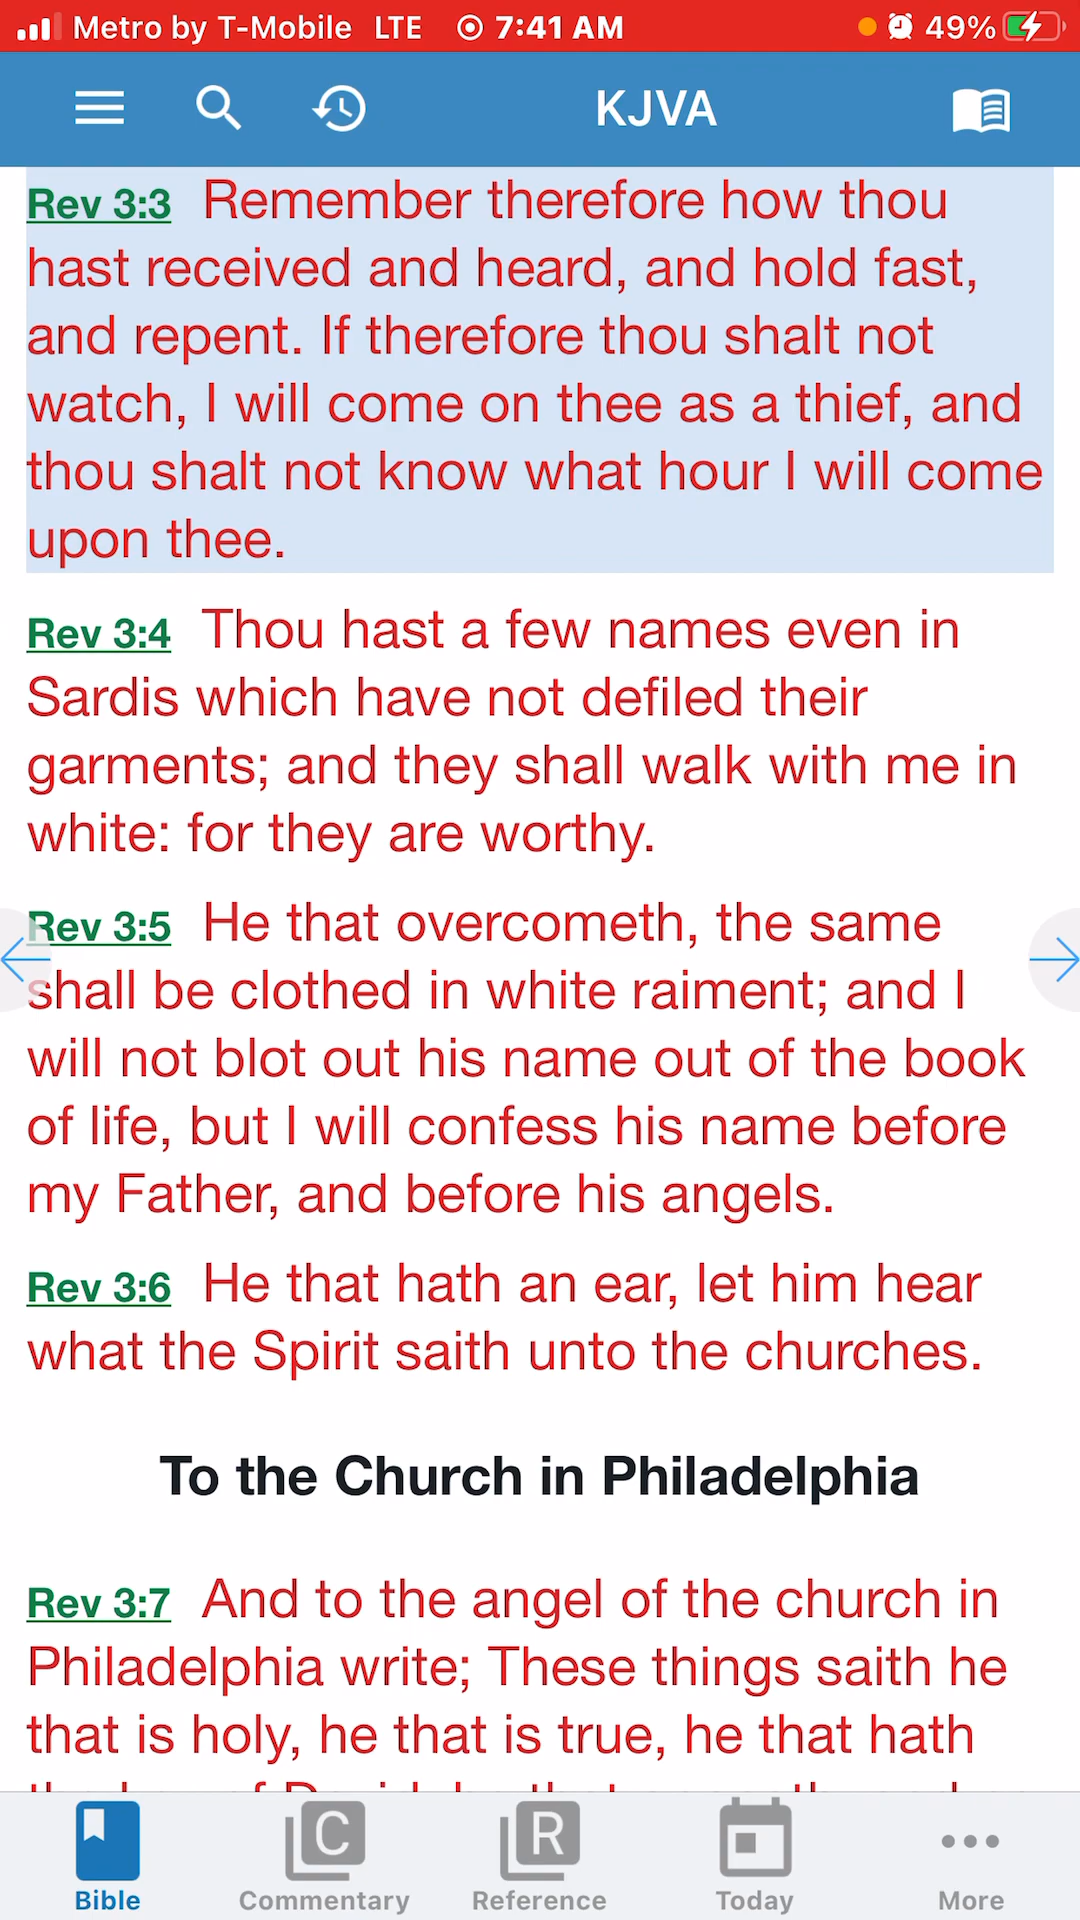 Metro by T-Mobile LTE 7:41 AM 49%
KJVA
Rev 3:3 Remember therefore how thou
hast received and heard, and hold fast,
and repent. If therefore thou shalt not
watch, I will come on thee as a thief, and
thou shalt not know what hour I will come
upon thee.
Rev 3:4 Thou hast a few names even in
Sardis which have not defiled their
garments; and they shall walk with me in
white: for they are worthy.
Rev 3:5 He that overcometh, the same
shall be clothed in white raiment; and I
will not blot out his name out of the book
of life, but I will confess his name before
my Father, and before his angels.
Rev 3:6 He that hath an ear, let him hear
what the Spirit saith unto the churches.
To the Church in Philadelphia
Rev 3:7 And to the angel of the church in
Philadelphia write; These things saith he
that is holy, he that is true, he that hath
C R
Bible Commentary Reference Today More